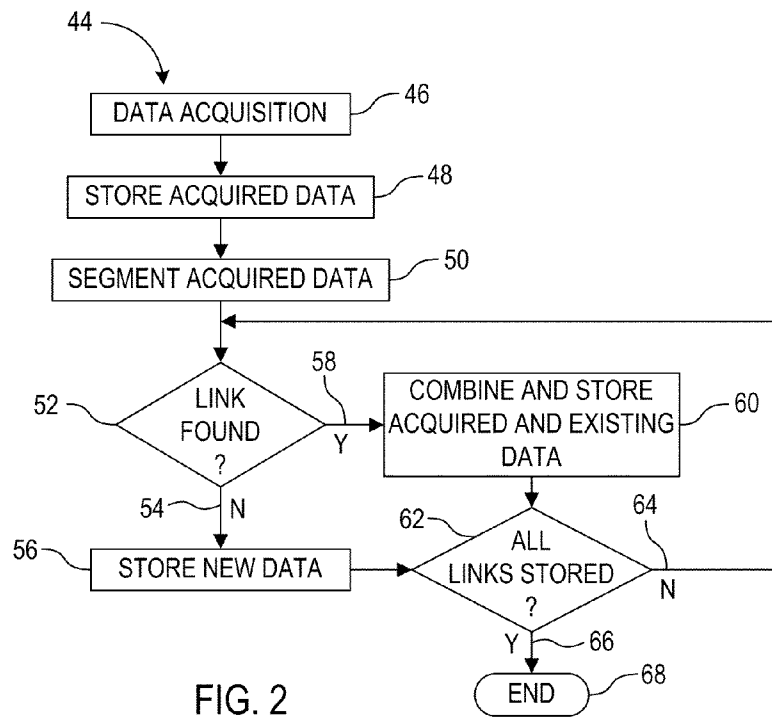 44
DATA ACQUISITION
46
STORE ACQUIRED DATA
48
SEGMENT ACQUIRED DATA
50
52
LINK
FOUND
?
58
Y
COMBINE AND STORE
ACQUIRED AND EXISTING
DATA
60
54
N
56
STORE NEW DATA
62
ALL
LINKS STORED
?
64
N
Y
66
END
68
FIG. 2